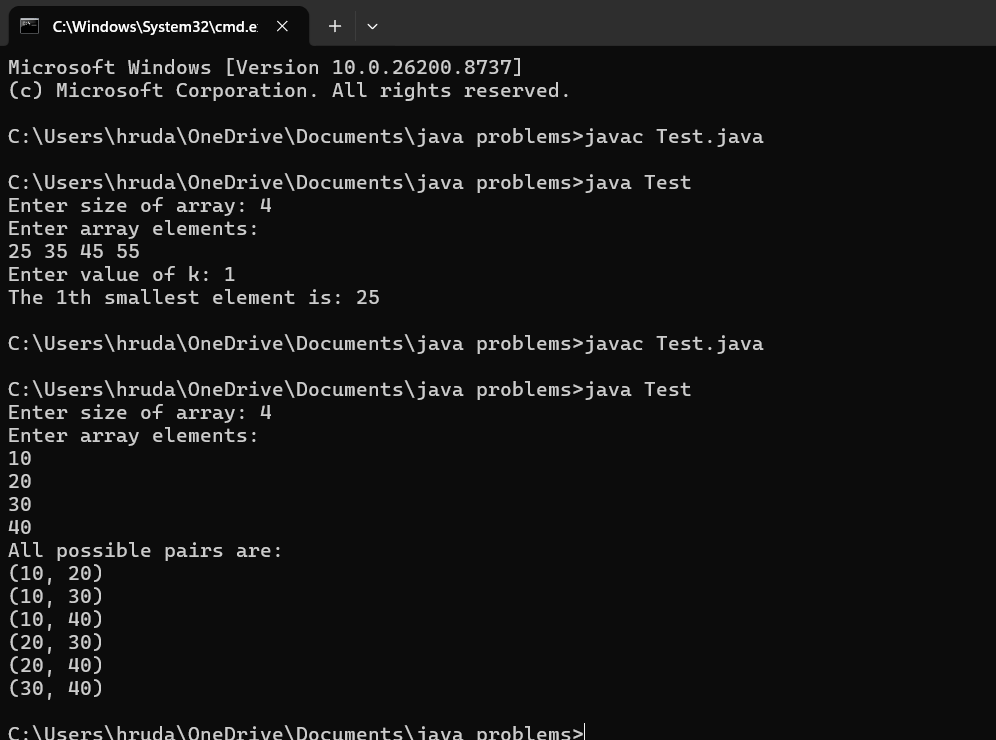 C:\Windows\System32\cmd.e
Microsoft Windows [Version 10.0.26200.8737]
(c) Microsoft Corporation. All rights reserved.
C:\Users\hruda\OneDrive\Documents\java problems>javac Test.java
C:\Users\hruda\OneDrive\Documents\java problems>java Test
Enter size of array: 4
Enter array elements:
25 35 45 55
Enter value of k: 1
The 1th smallest element is: 25
C:\Users\hruda\OneDrive\Documents\java problems>javac Test.java
C:\Users\hruda\OneDrive\Documents\java problems>java Test
Enter size of array: 4
Enter array elements:
10
20
30
40
All possible pairs are:
(10, 20)
(10, 30)
(10, 40)
(20, 30)
(20, 40)
(30, 40)
C:\Users\hruda\OneDrive\Documents\java problems>